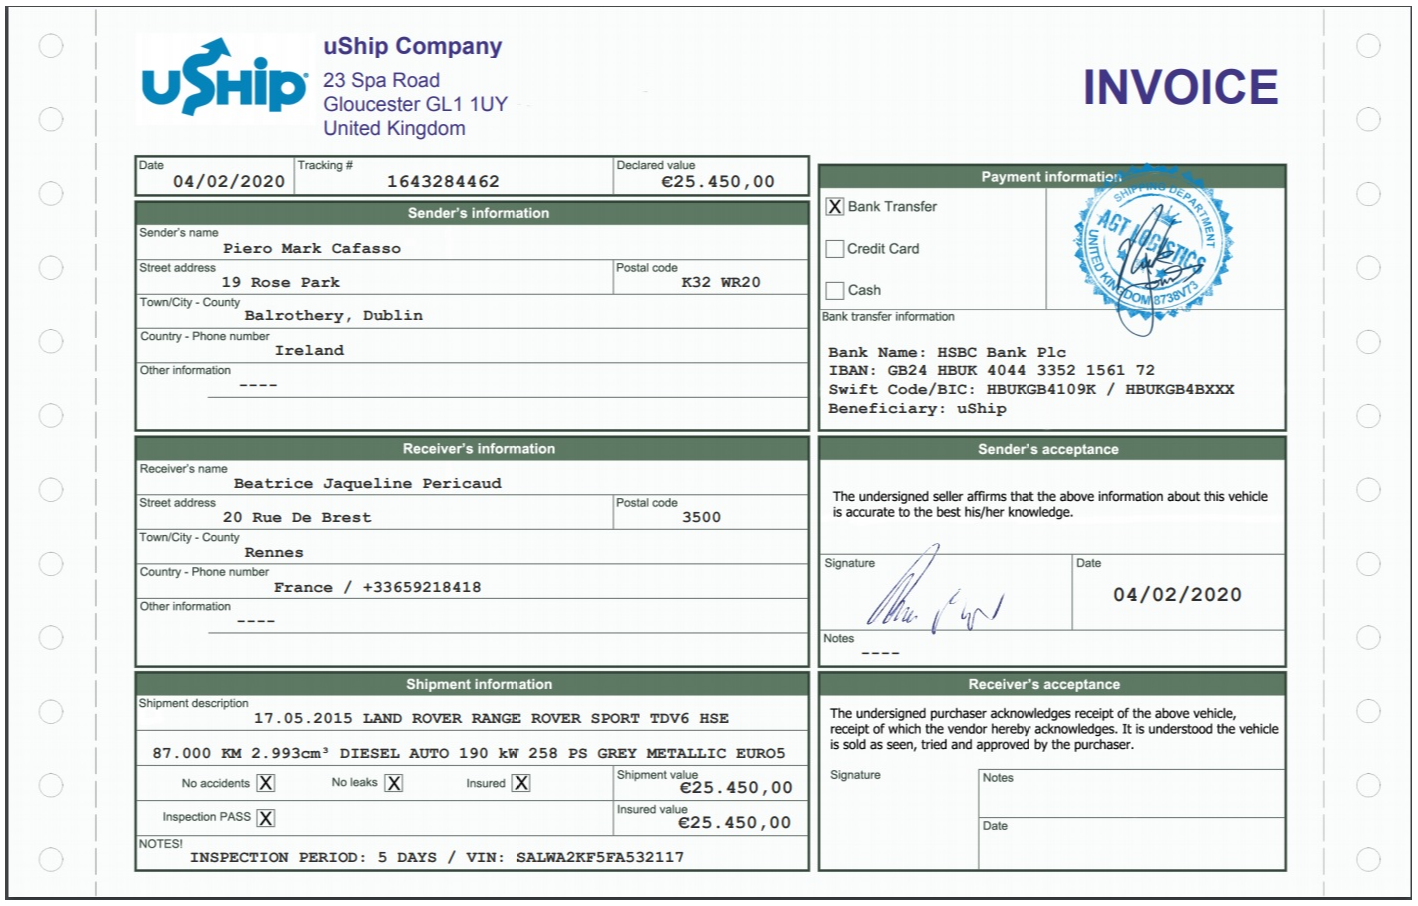 uShip
uShip Company
23 Spa Road
Gloucester GL1 1UY
United Kingdom
INVOICE
Date
04/02/2020
Tracking #
1643284462
Declared value
€25.450,00
Sender's information
Sender's name
Piero Mark Cafasso
Street address
19 Rose Park
Postal code
K32 WR20
Town/City - County
Balrothery, Dublin
Country - Phone number
Ireland
Other information
----
Payment information
X Bank Transfer
Credit Card
Cash
SHIPPING DEPARTMENT
AGT LOGISTICS
UNITED KINGDOM 8738V73
Bank transfer information
Bank Name: HSBC Bank Plc
IBAN: GB24 HBUK 4044 3352 1561 72
Swift Code/BIC: HBUKGB4109K / HBUKGB4BXXX
Beneficiary: uShip
Receiver's information
Receiver's name
Beatrice Jaqueline Pericaud
Street address
20 Rue De Brest
Postal code
3500
Town/City - County
Rennes
Country - Phone number
France / +33659218418
Other information
----
Sender's acceptance
The undersigned seller affirms that the above information about this vehicle
is accurate to the best his/her knowledge.
Signature
Date
04/02/2020
Notes
----
Shipment information
Shipment description
17.05.2015 LAND ROVER RANGE ROVER SPORT TDV6 HSE
87.000 KM 2.993cm³ DIESEL AUTO 190 kW 258 PS GREY METALLIC EURO5
No accidents X
No leaks X
Insured X
Shipment value
€25.450,00
Inspection PASS X
Insured value
€25.450,00
NOTES!
INSPECTION PERIOD: 5 DAYS / VIN: SALWA2KF5FA532117
Receiver's acceptance
The undersigned purchaser acknowledges receipt of the above vehicle,
receipt of which the vendor hereby acknowledges. It is understood the vehicle
is sold as seen, tried and approved by the purchaser.
Signature
Notes
Date